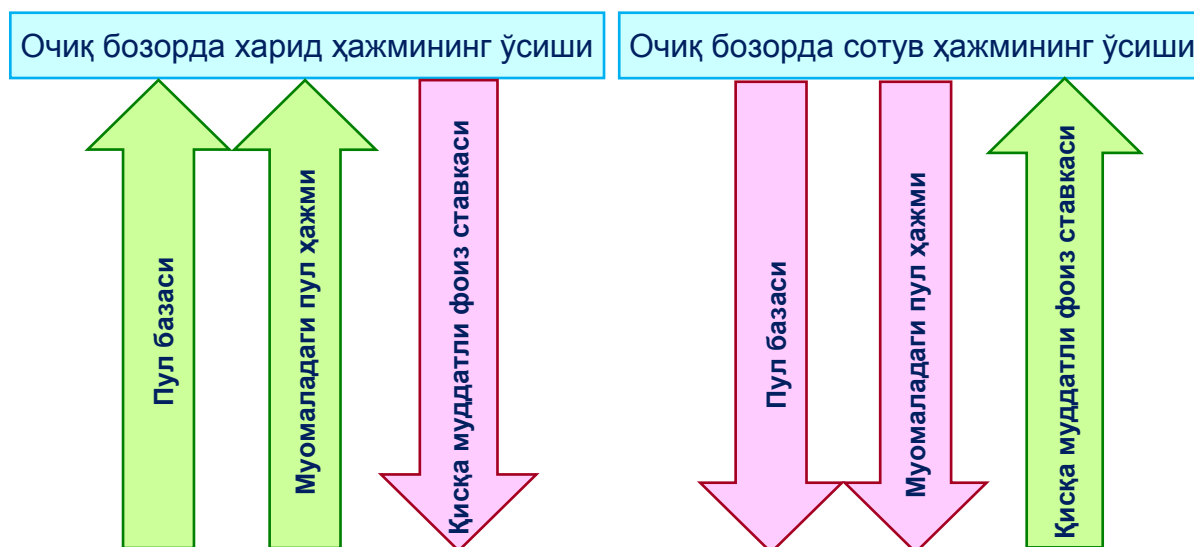 Очиқ бозорда харид ҳажмининг ўсиши
Пул базаси
Муомаладаги пул ҳажми
Қисқа муддатли фоиз ставкаси
Очиқ бозорда сотув ҳажмининг ўсиши
Пул базаси
Муомаладаги пул ҳажми
Қисқа муддатли фоиз ставкаси